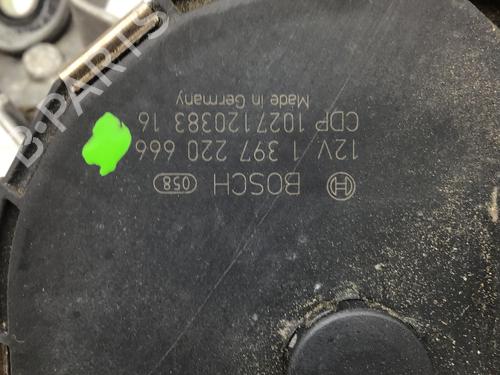 BOSCH 058
12V 1 397 220 666
CDP 1027120383 16
Made in Germany
B-PARTS